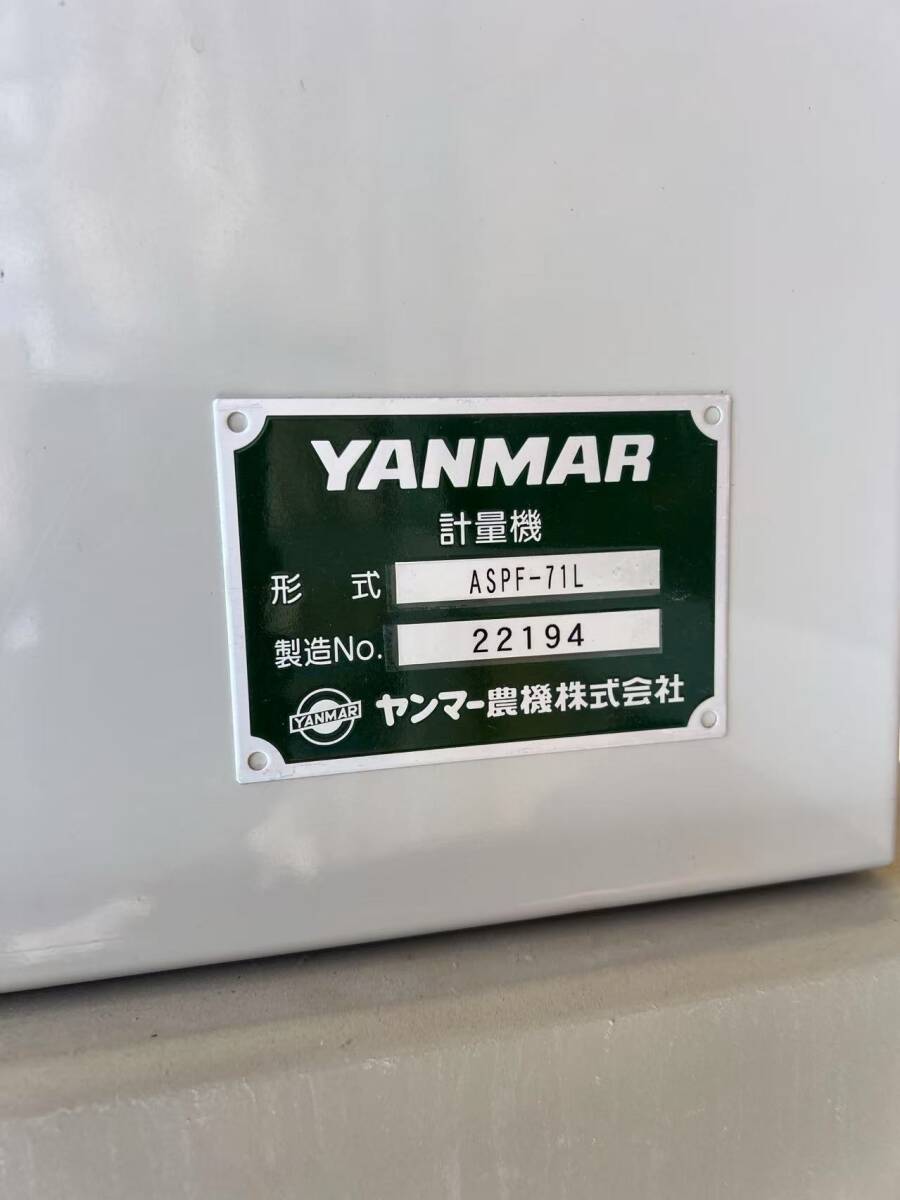 YANMAR
計量機
形 式 ASPF-71L
製造No. 22194
YANMAR ヤンマー農機株式会社